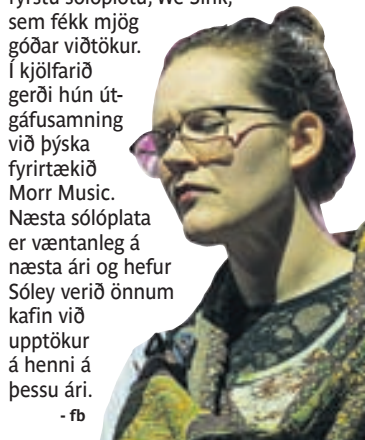 fyrstu sólóplötu, We Sink,
sem fékk mjög
góðar viðtökur.
Í kjölfarið
gerði hún út-
gáfusamning
við þýska
fyrirtækið
Morr Music.
Næsta sólóplata
er væntanleg á
næsta ári og hefur
Sóley verið önnum
kafin við
upptökur
á henni á
þessu ári.
- fb